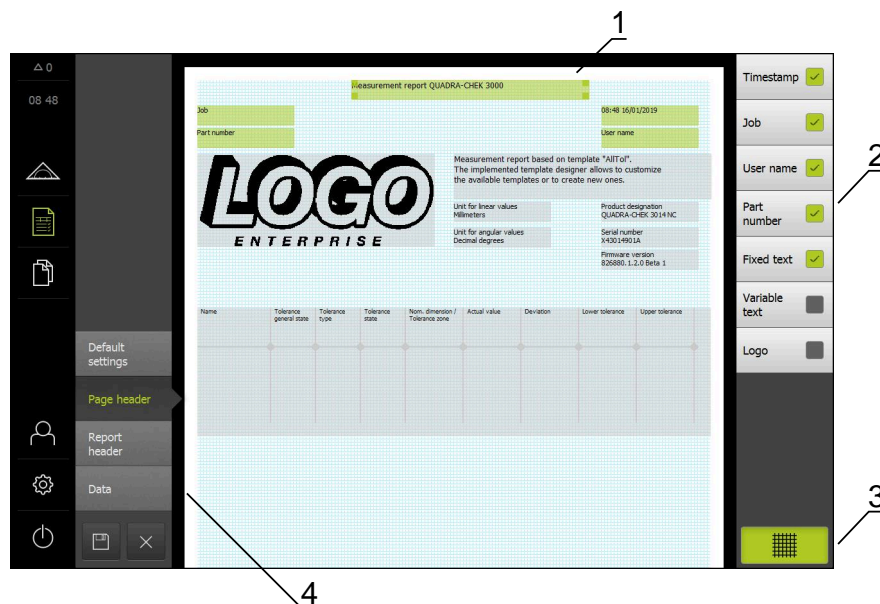 1
△ 0
08 48
Measurement report QUADRA-CHEK 3000
Job
08:48 16/01/2019
Part number
User name
LOGO
ENTERPRISE
Measurement report based on template "AllTol".
The implemented template designer allows to customize
the available templates or to create new ones.
Unit for linear values
Millimeters
Product designation
QUADRA-CHEK 3014 NC
Unit for angular values
Decimal degrees
Serial number
X43014901A
Firmware version
826880.1.2.0 Beta 1
Name
Tolerance
general state
Tolerance
type
Tolerance
state
Nom. dimension /
Tolerance zone
Actual value
Deviation
Lower tolerance
Upper tolerance
Default
settings
Page header
Report
header
Data
Timestamp
Job
User name
Part
number
Fixed text
Variable
text
Logo
2
3
4